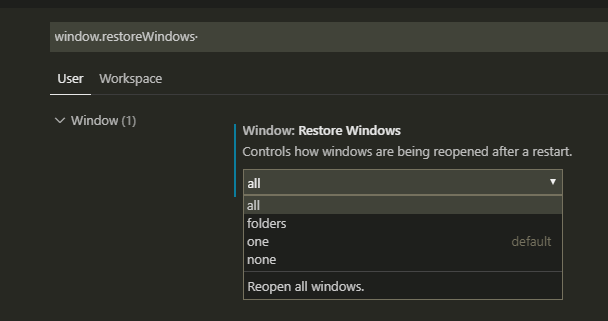 window.restoreWindows·
User Workspace
Window (1)
Window: Restore Windows
Controls how windows are being reopened after a restart.
all
all
folders
one default
none
Reopen all windows.